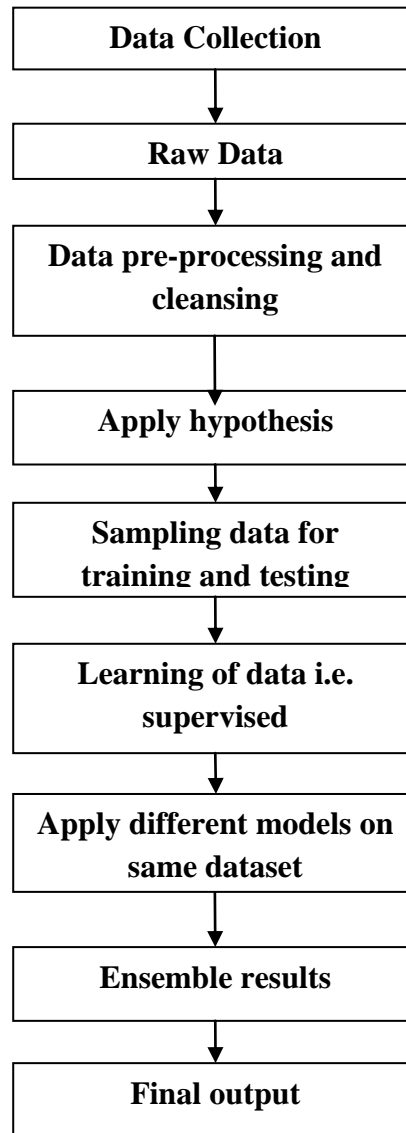 Data Collection
Raw Data
Data pre-processing and
cleansing
Apply hypothesis
Sampling data for
training and testing
Learning of data i.e.
supervised
Apply different models on
same dataset
Ensemble results
Final output